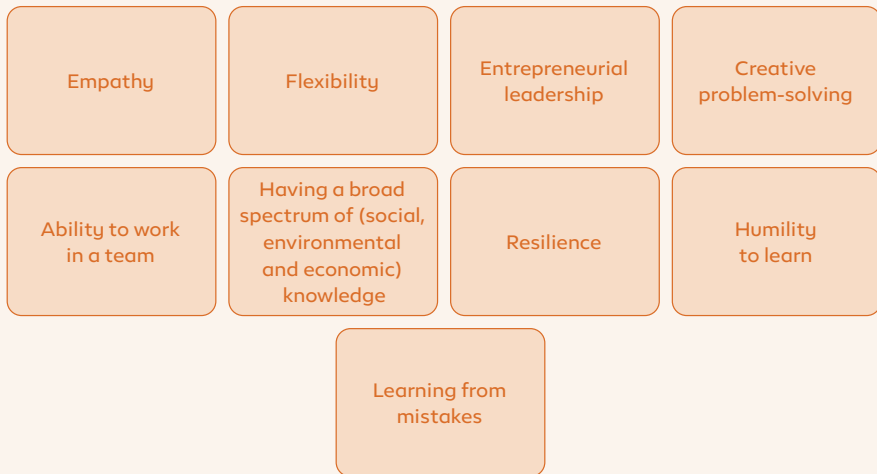 Empathy
Flexibility
Entrepreneurial
leadership
Creative
problem-solving
Ability to work
in a team
Having a broad
spectrum of (social,
environmental
and economic)
knowledge
Resilience
Humility
to learn
Learning from
mistakes